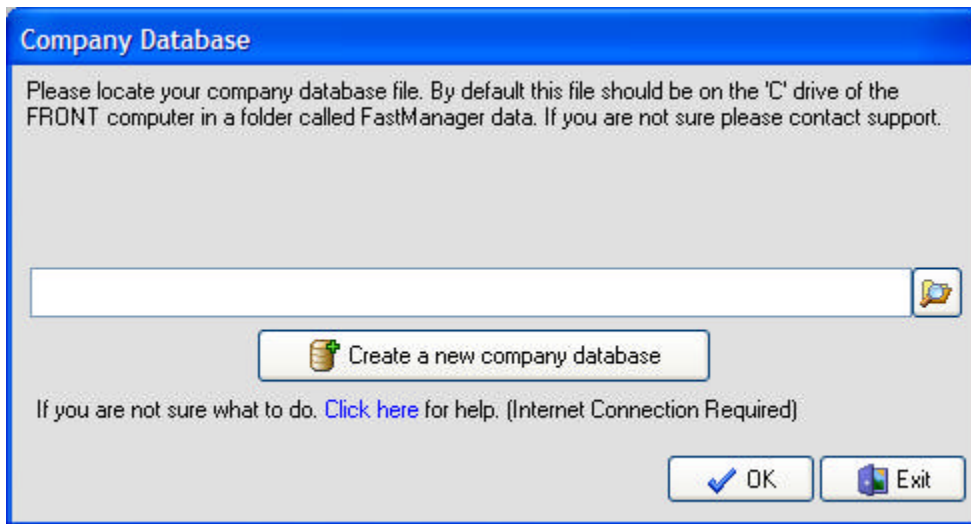 Company Database
Please locate your company database file. By default this file should be on the 'C' drive of the
FRONT computer in a folder called FastManager data. If you are not sure please contact support.
Create a new company database
If you are not sure what to do. Click here for help. (Internet Connection Required)
OK
Exit